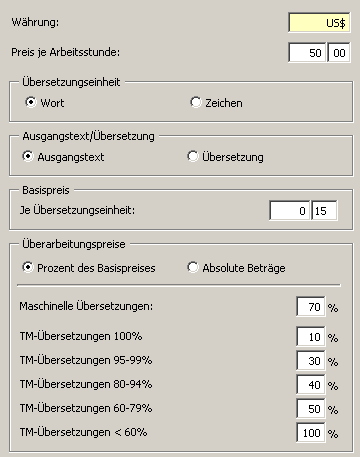 Währung: US$
Preis je Arbeitsstunde: 50 00
Übersetzungseinheit
Wort Zeichen
Ausgangstext/Übersetzung
Ausgangstext Übersetzung
Basispreis
Je Übersetzungseinheit: 0 15
Überarbeitungspreise
Prozent des Basispreises Absolute Beträge
Maschinelle Übersetzungen: 70 %
TM-Übersetzungen 100% 10 %
TM-Übersetzungen 95-99% 30 %
TM-Übersetzungen 80-94% 40 %
TM-Übersetzungen 60-79% 50 %
TM-Übersetzungen < 60% 100 %